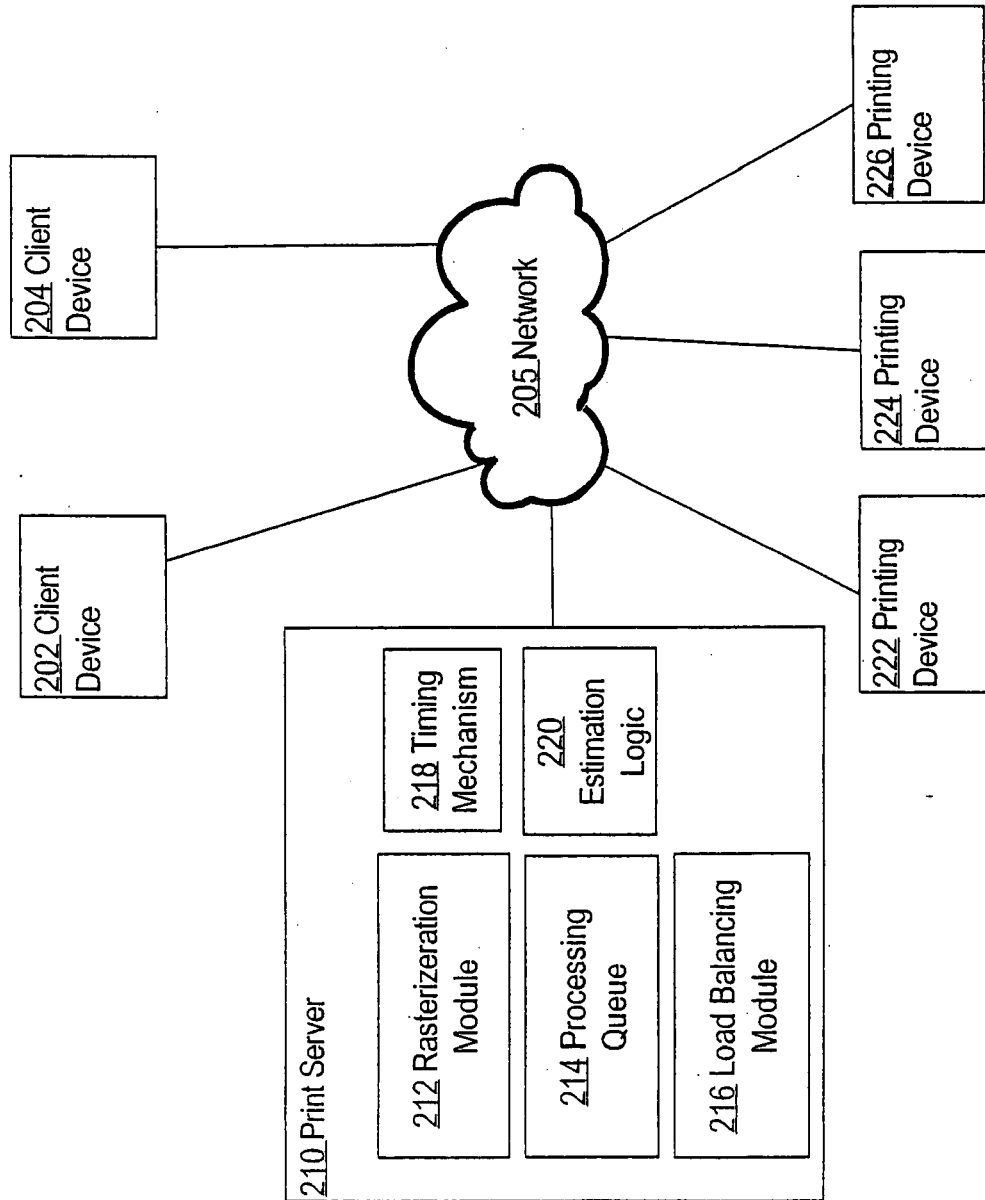 210 Print Server
212 Rasterizeration
Module
214 Processing
Queue
216 Load Balancing
Module
218 Timing
Mechanism
220
Estimation
Logic
202 Client
Device
204 Client
Device
205 Network
222 Printing
Device
224 Printing
Device
226 Printing
Device